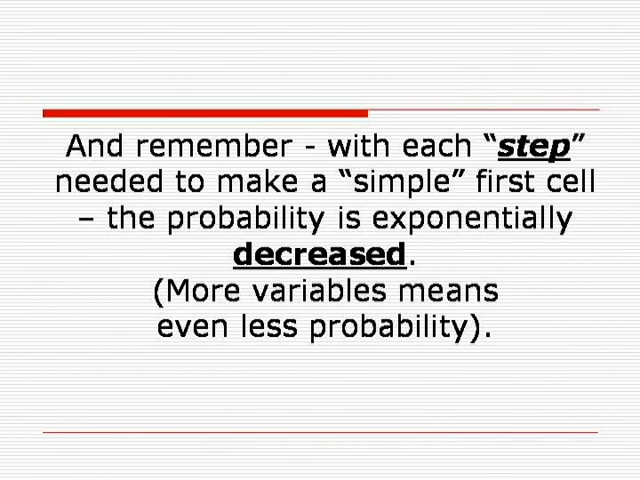 And remember - with each “step”
needed to make a “simple” first cell
– the probability is exponentially
decreased.
(More variables means
even less probability).